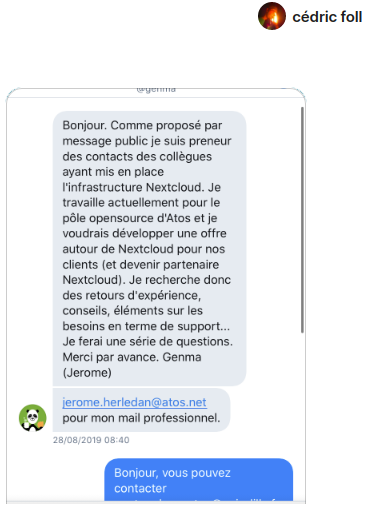 cédric foll
@genma
Bonjour. Comme proposé par
message public je suis preneur
des contacts des collègues
ayant mis en place
l'infrastructure Nextcloud. Je
travaille actuellement pour le
pôle opensource d'Atos et je
voudrais développer une offre
autour de Nextcloud pour nos
clients (et devenir partenaire
Nextcloud). Je recherche donc
des retours d'expérience,
conseils, éléments sur les
besoins en terme de support...
Je ferai une série de questions.
Merci par avance. Genma
(Jerome)
jerome.herledan@atos.net
pour mon mail professionnel.
28/08/2019 08:40
Bonjour, vous pouvez
contacter